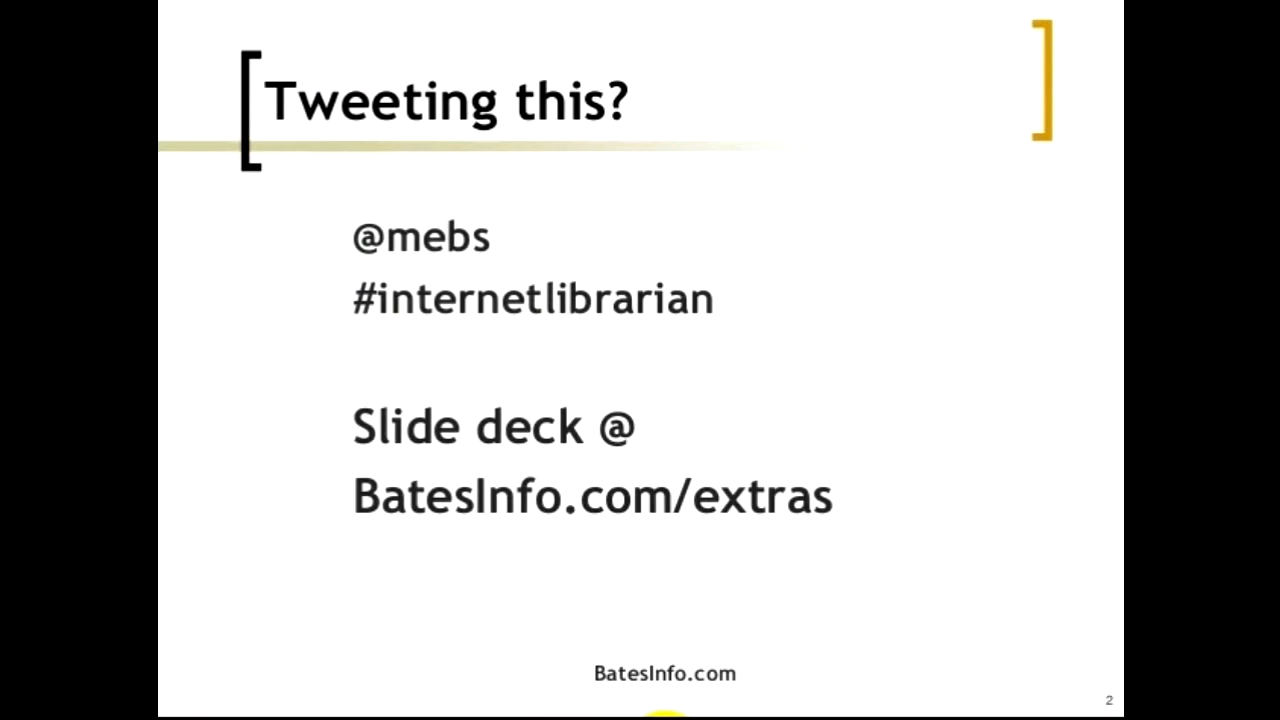 Tweeting this?
@mebs
#internetlibrarian
Slide deck @
BatesInfo.com/extras
BatesInfo.com
2